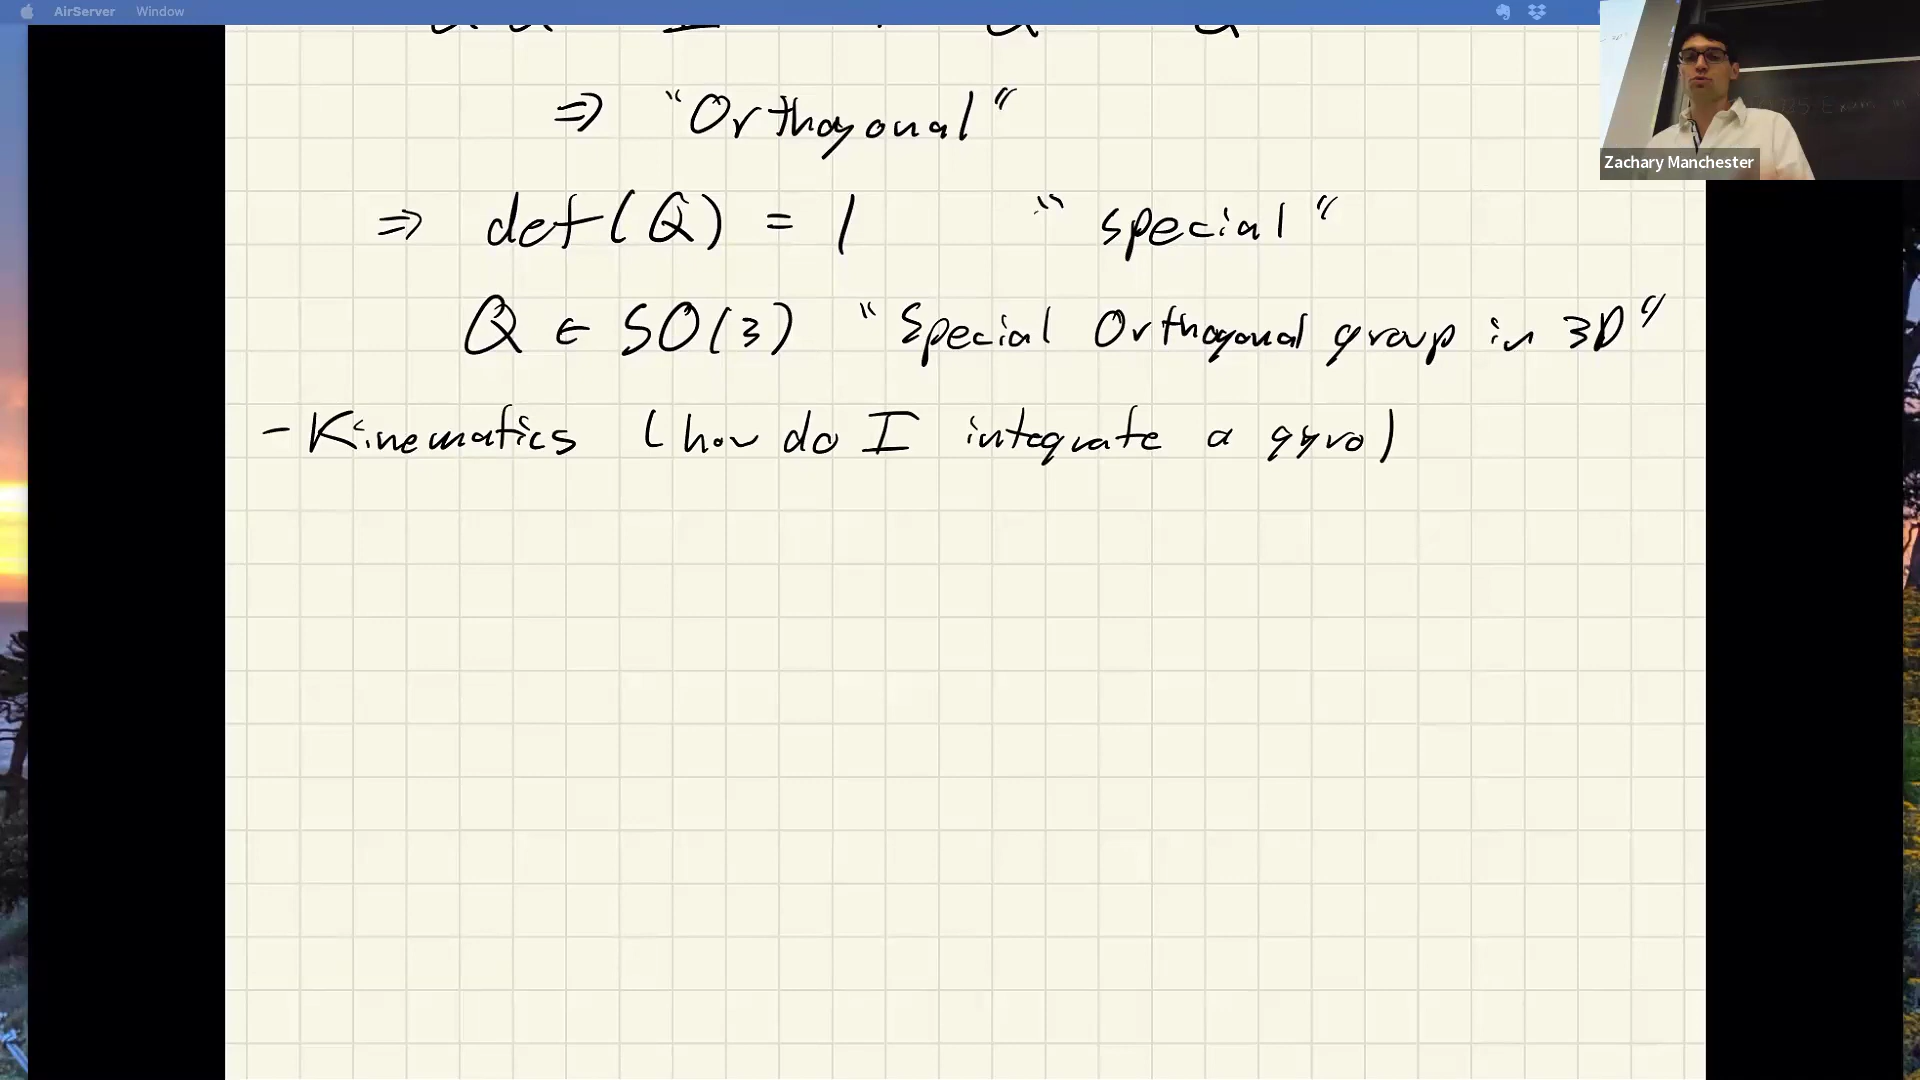 AirServer Window
⇒ "Orthogonal"
⇒ det(Q) = 1 "special"
Q ∈ SO(3) "Special Orthogonal group in 3D"
- Kinematics (how do I integrate a gyro)
Zachary Manchester